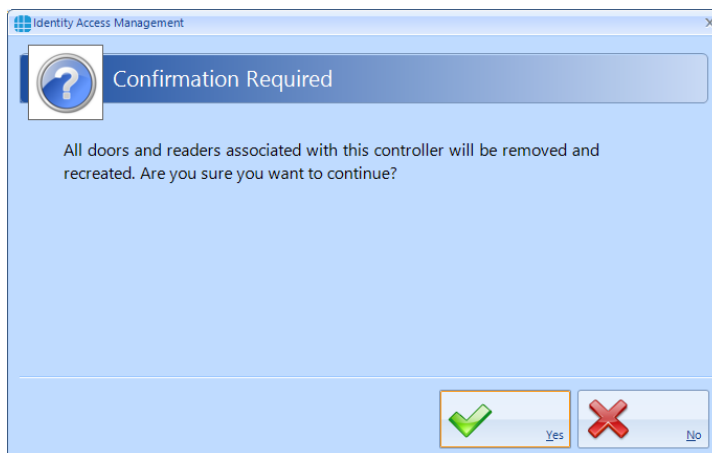 Identity Access Management
Confirmation Required
All doors and readers associated with this controller will be removed and
recreated. Are you sure you want to continue?
Yes
No